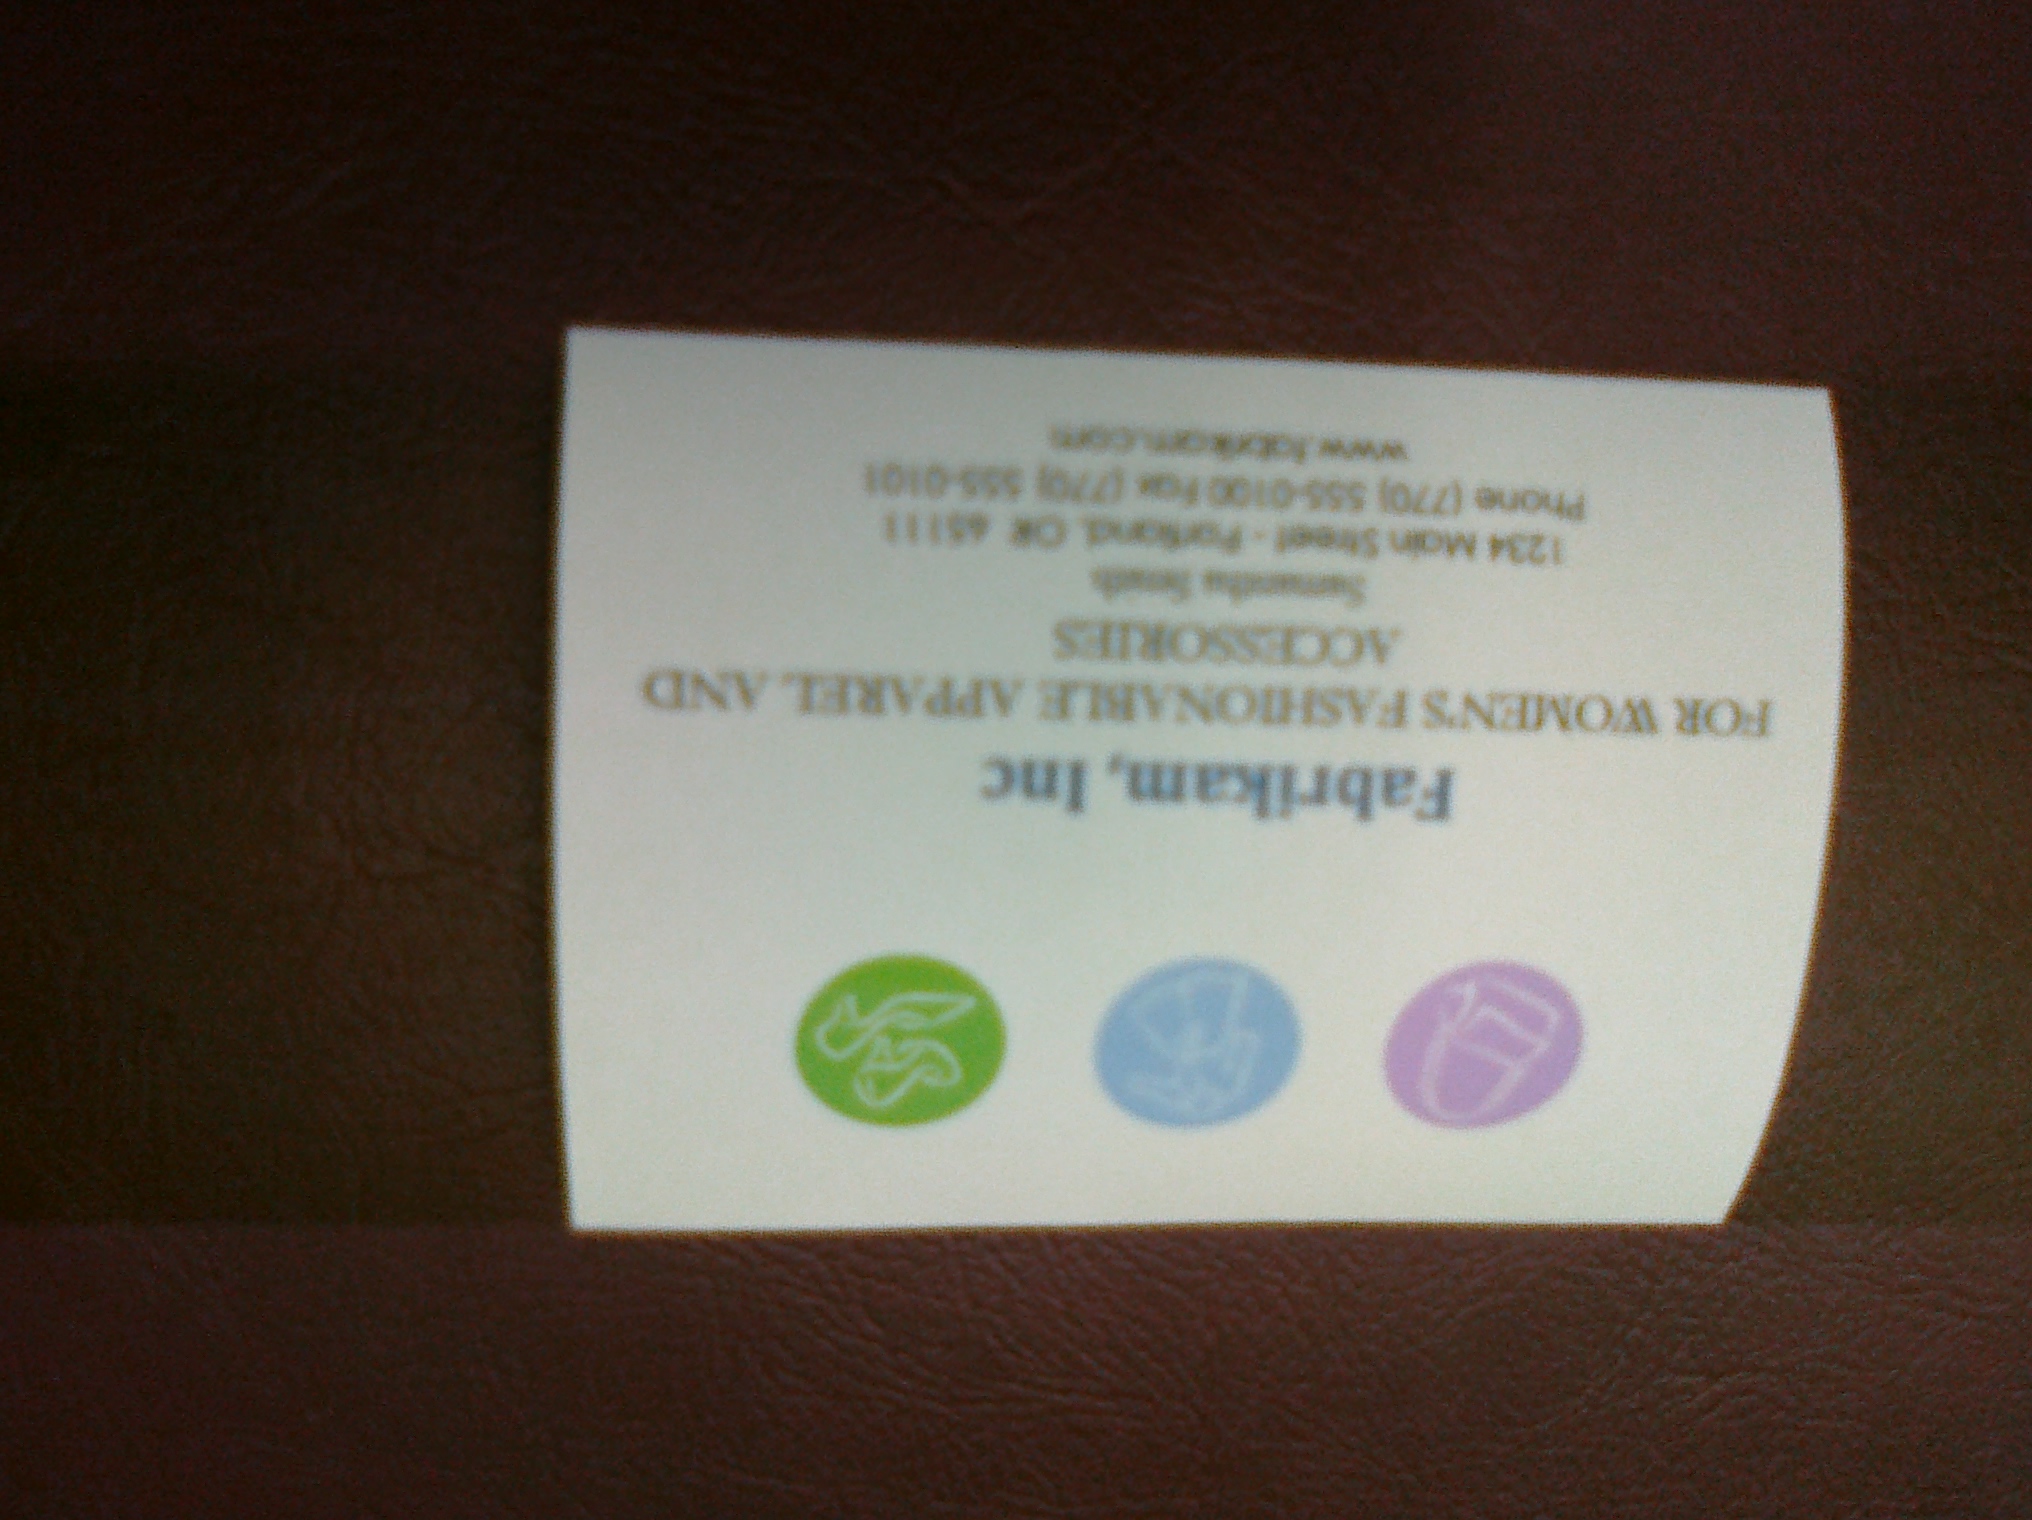 Fabrikam, Inc
FOR WOMEN'S FASHIONABLE APPAREL AND
ACCESSORIES
Samantha Smith
1234 Main Street - Portland, OR 65111
Phone (770) 555-0100 Fax (770) 555-0101
www.fabrikam.com